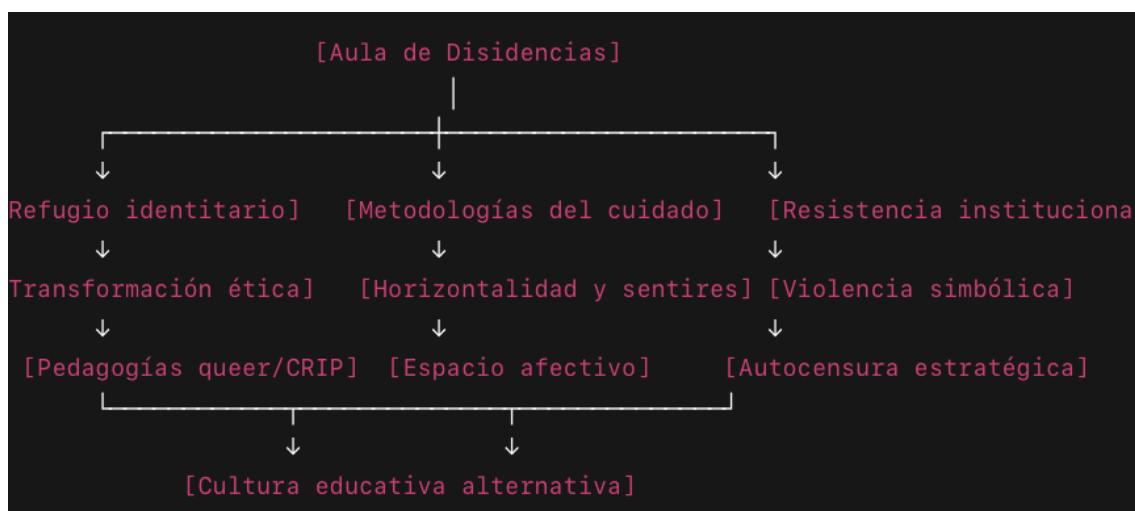 [Aula de Disidencias]
Refugio identitario] [Metodologías del cuidado] [Resistencia instituciona
Transformación ética] [Horizontalidad y sentires] [Violencia simbólica]
[Pedagogías queer/CRIP] [Espacio afectivo] [Autocensura estratégica]
[Cultura educativa alternativa]